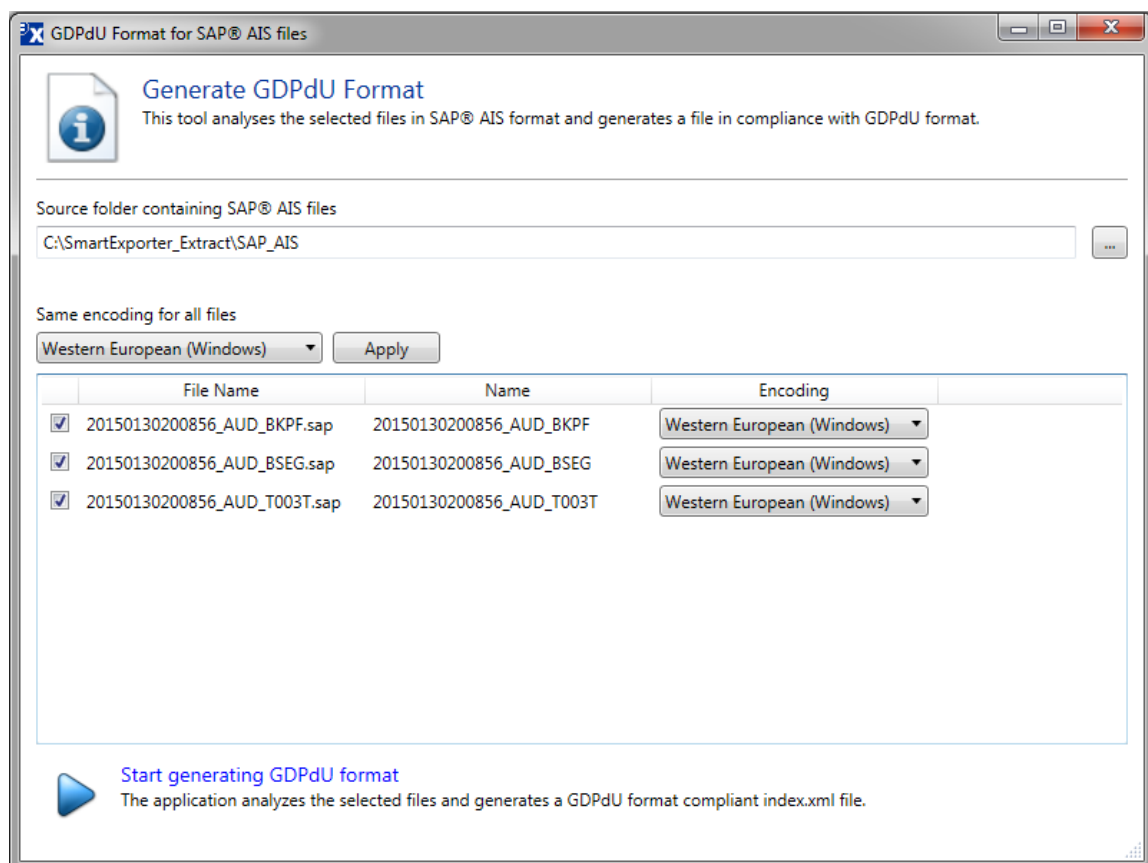 GDPdU Format for SAP® AIS files
Generate GDPdU Format
This tool analyses the selected files in SAP® AIS format and generates a file in compliance with GDPdU format.
Source folder containing SAP® AIS files
C:\SmartExporter_Extract\SAP_AIS ...
Same encoding for all files
Western European (Windows) Apply
File Name Name Encoding
20150130200856_AUD_BKPF.sap 20150130200856_AUD_BKPF Western European (Windows)
20150130200856_AUD_BSEG.sap 20150130200856_AUD_BSEG Western European (Windows)
20150130200856_AUD_T003T.sap 20150130200856_AUD_T003T Western European (Windows)
Start generating GDPdU format
The application analyzes the selected files and generates a GDPdU format compliant index.xml file.